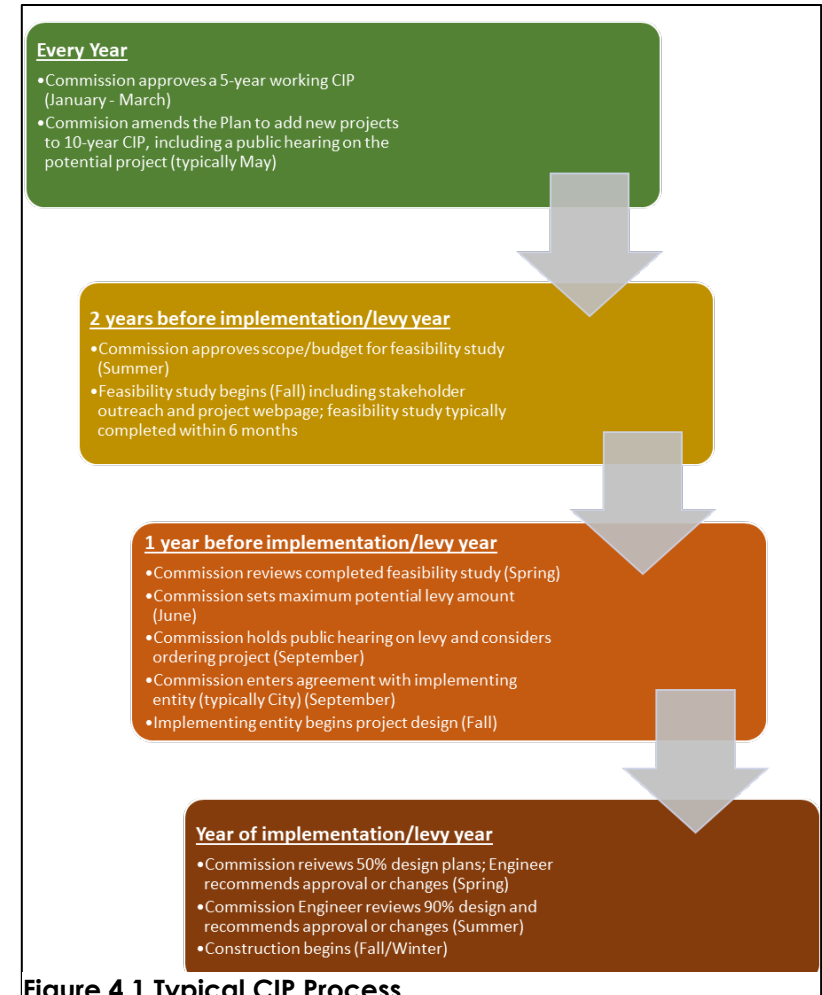 Every Year
•Commission approves a 5-year working CIP
(January - March)
•Commision amends the Plan to add new projects
to 10-year CIP, including a public hearing on the
potential project (typically May)
2 years before implementation/levy year
•Commission approves scope/budget for feasibility study
(Summer)
•Feasibility study begins (Fall) including stakeholder
outreach and project webpage; feasibility study typically
completed within 6 months
1 year before implementation/levy year
•Commission reviews completed feasibility study (Spring)
•Commission sets maximum potential levy amount
(June)
•Commission holds public hearing on levy and considers
ordering project (September)
•Commission enters agreement with implementing
entity (typically City) (September)
•Implementing entity begins project design (Fall)
Year of implementation/levy year
•Commission reivews 50% design plans; Engineer
recommends approval or changes (Spring)
•Commission Engineer reviews 90% design and
recommends approval or changes (Summer)
•Construction begins (Fall/Winter)
Figure 4.1 Typical CIP Process